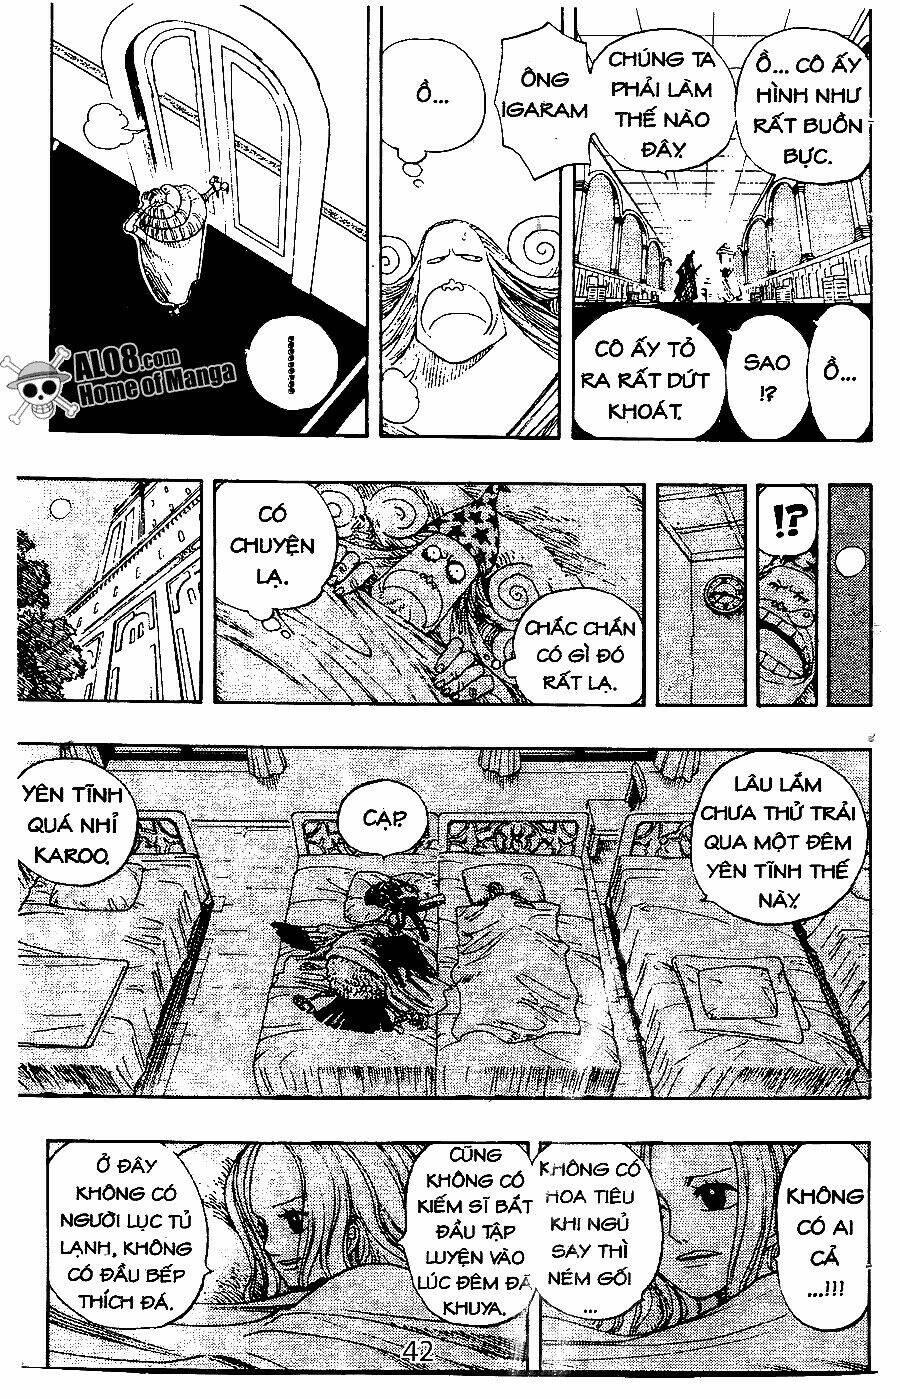 Ồ... CÔ ẤY
HÌNH NHƯ
RẤT BUỒN
BỰC.
CHÚNG TA
PHẢI LÀM
THẾ NÀO
ĐÂY.
Ồ...
SAO
!?
CÔ ẤY TỎ
RA RẤT DỨT
KHOÁT.
ÔNG
IGARAM
Ồ...
.........
A108.com
Home of Manga
!?
CÓ
CHUYỆN
LẠ.
CHẮC CHẮN
CÓ GÌ ĐÓ
RẤT LẠ.
LÂU LẮM
CHƯA THỬ TRẢI
QUA MỘT ĐÊM
YÊN TĨNH THẾ
NÀY.
CẠP.
YÊN TĨNH
QUÁ NHỈ
KAROO.
KHÔNG
CÓ AI
CẢ
...!!!
KHÔNG CÓ
HOA TIÊU
KHI NGỦ
SAY THÌ
NÉM GỐI
...
CŨNG
KHÔNG CÓ
KIẾM SĨ BẮT
ĐẦU TẬP
LUYỆN VÀO
LÚC ĐÊM ĐÃ
KHUYA.
Ở ĐÂY
KHÔNG CÓ
NGƯỜI LỤC TỦ
LẠNH, KHÔNG
CÓ ĐẦU BẾP
THÍCH ĐÁ.
42